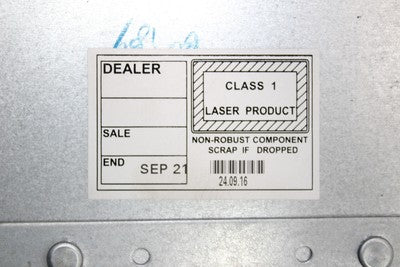 DEALER
CLASS 1
LASER PRODUCT
SALE
NON-ROBUST COMPONENT
SCRAP IF DROPPED
END
SEP 21
24.09.16